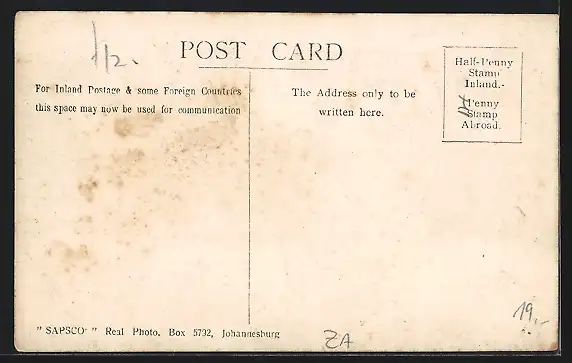 1/2.
POST CARD
For Inland Postage & some Foreign Countries
this space may now be used for communication
The Address only to be
written here.
Half-Penny
Stamp
Inland.-
Penny
Stamp
Abroad.
"SAPSCO" Real Photo. Box 5792, Johannesburg
ZA
19,-